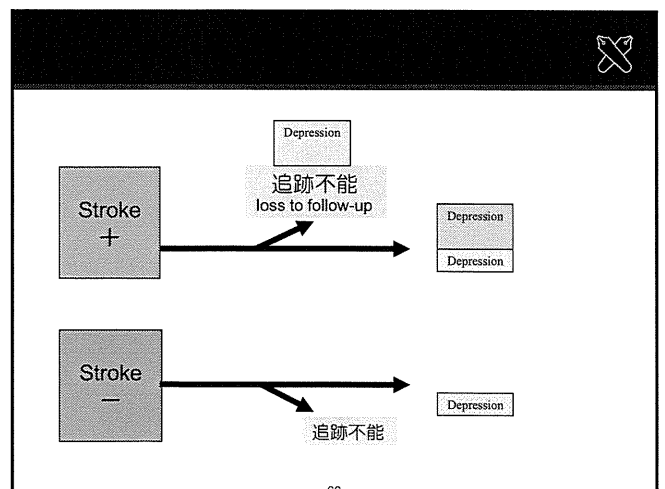 Depression
追跡不能
loss to follow-up
Stroke
+
Depression
Depression
Stroke
−
Depression
追跡不能